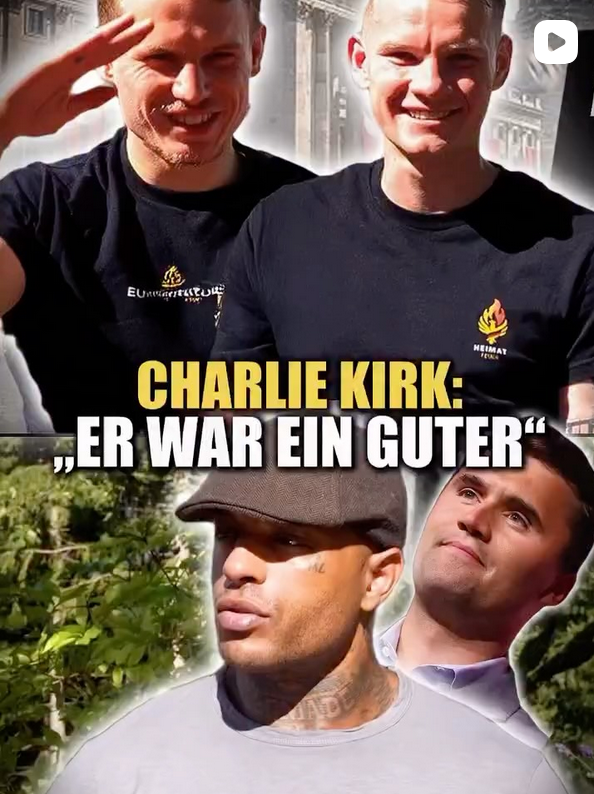 HEIMAT
CHARLIE KIRK:
„ER WAR EIN GUTER“